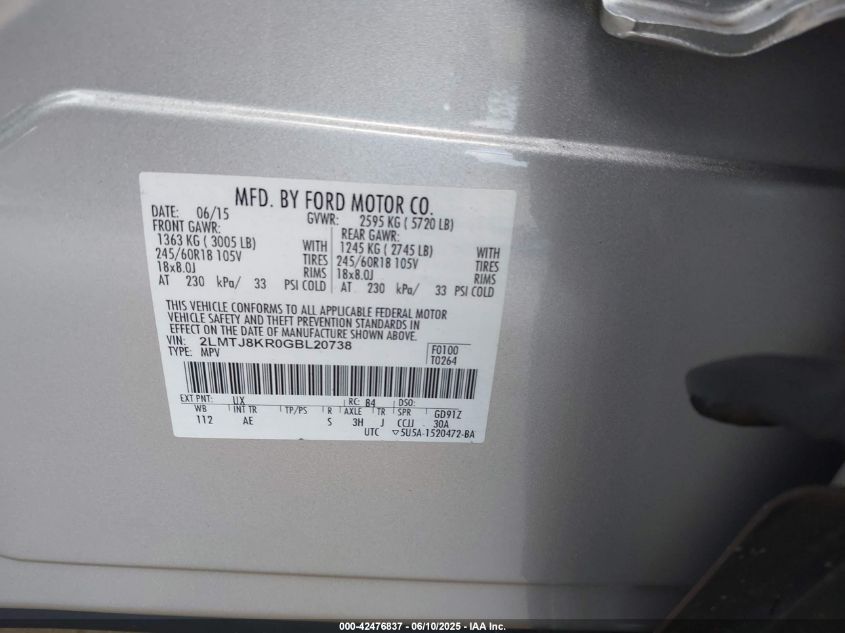 MFD. BY FORD MOTOR CO.
DATE: 06/15 GVWR: 2595 KG ( 5720 LB)
FRONT GAWR: REAR GAWR:
1363 KG ( 3005 LB) WITH 1245 KG ( 2745 LB) WITH
245/60R18 105V TIRES 245/60R18 105V TIRES
18x8.0J RIMS 18x8.0J RIMS
AT 230 kPa/ 33 PSI COLD AT 230 kPa/ 33 PSI COLD
THIS VEHICLE CONFORMS TO ALL APPLICABLE FEDERAL MOTOR
VEHICLE SAFETY AND THEFT PREVENTION STANDARDS IN
EFFECT ON THE DATE OF MANUFACTURE SHOWN ABOVE.
VIN: 2LMTJ8KR0GBL20738 F0100
TYPE: MPV T0264
EXT PNT: UX RC: 84 DSO:
WB INT TR TP/PS R AXLE TR SPR GD91Z
112 AE S 3H J CCJJ 30A
UTC ▽5U5A-1520472-BA
000-42476837 - 06/10/2025 - IAA Inc.